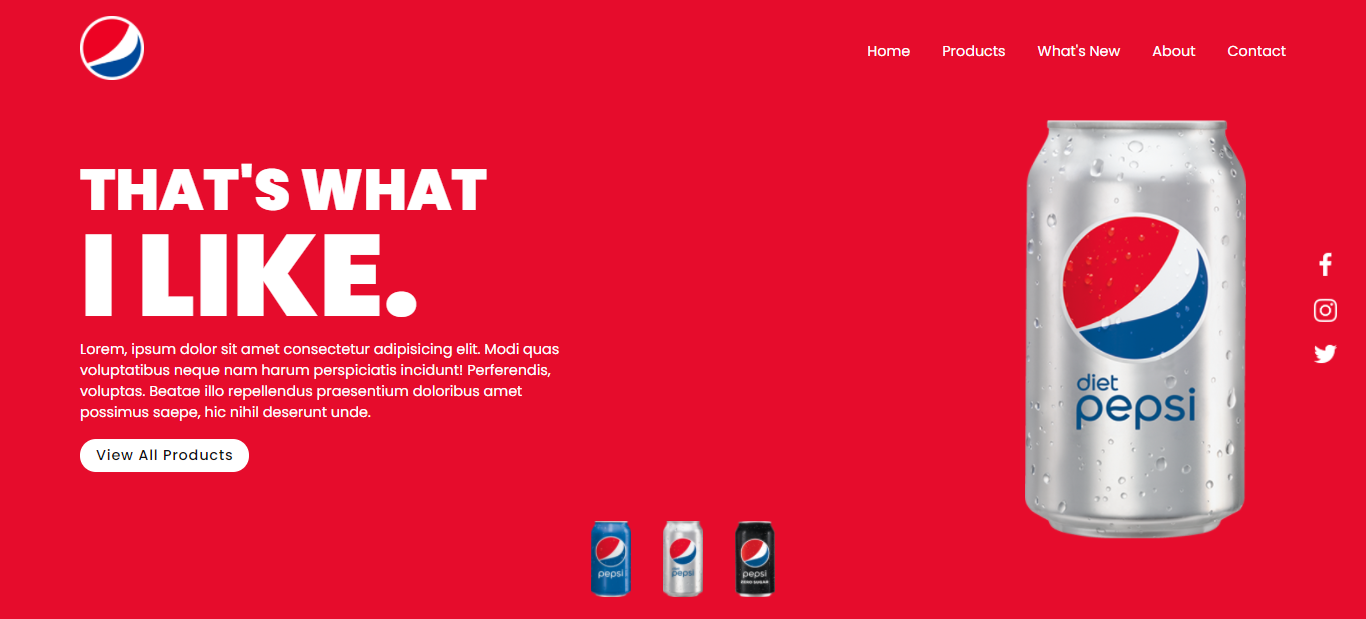 Home Products What's New About Contact
THAT'S WHAT
I LIKE.
Lorem, ipsum dolor sit amet consectetur adipisicing elit. Modi quas
voluptatibus neque nam harum perspiciatis incidunt! Perferendis,
voluptas. Beatae illo repellendus praesentium doloribus amet
possimus saepe, hic nihil deserunt unde.
View All Products
diet
pepsi
pepsi
diet
pepsi
pepsi
ZERO SUGAR